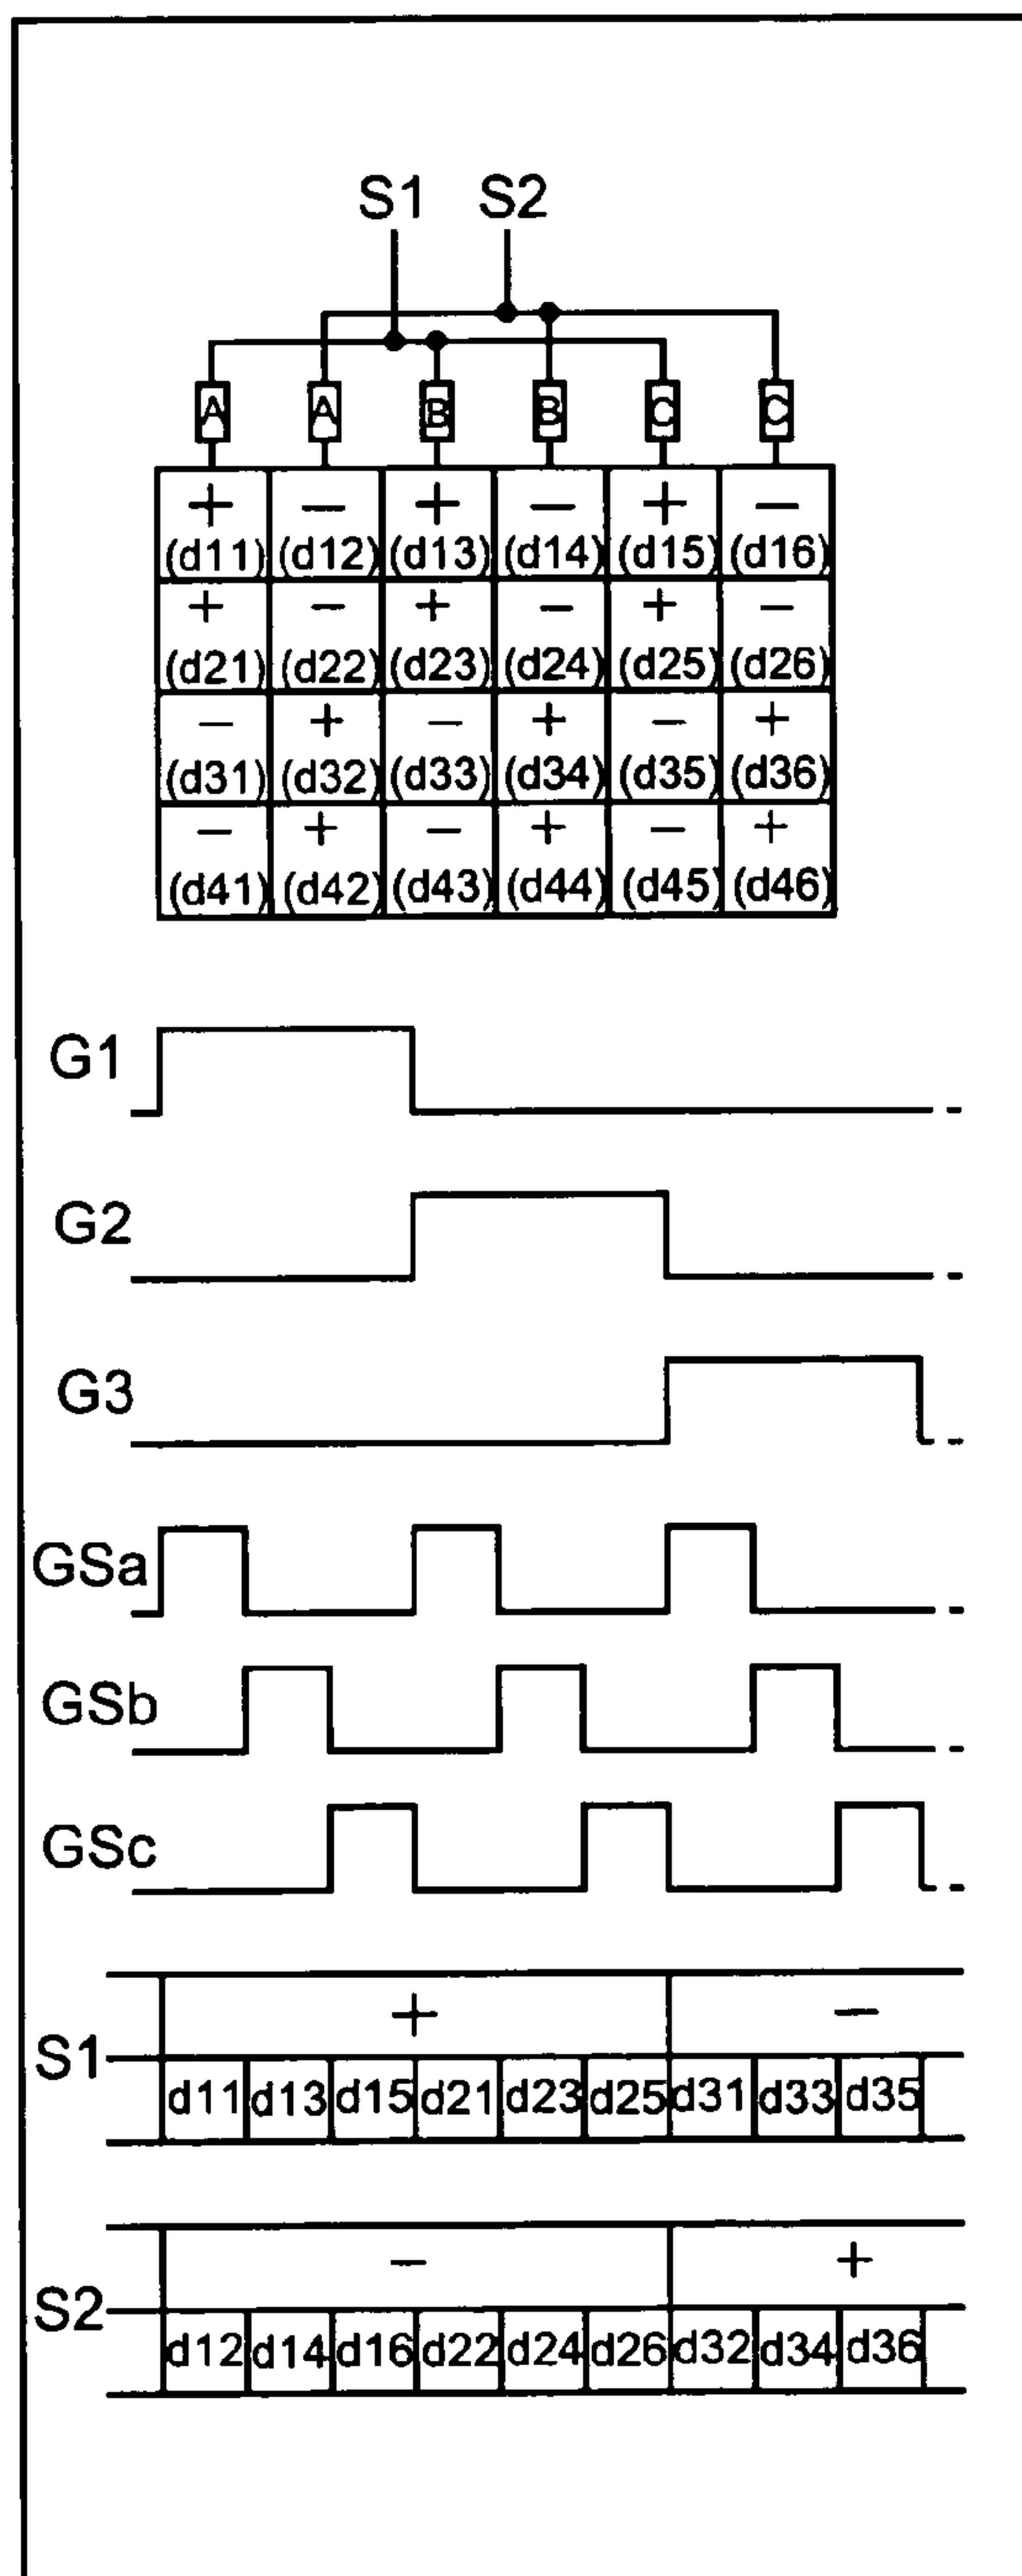 S1 S2
A A B B C C
+ − + − + −
(d11) (d12) (d13) (d14) (d15) (d16)
+ − + − + −
(d21) (d22) (d23) (d24) (d25) (d26)
− + − + − +
(d31) (d32) (d33) (d34) (d35) (d36)
− + − + − +
(d41) (d42) (d43) (d44) (d45) (d46)
G1
G2
G3
GSa
GSb
GSc
+ −
S1
d11 d13 d15 d21 d23 d25 d31 d33 d35
− +
S2
d12 d14 d16 d22 d24 d26 d32 d34 d36